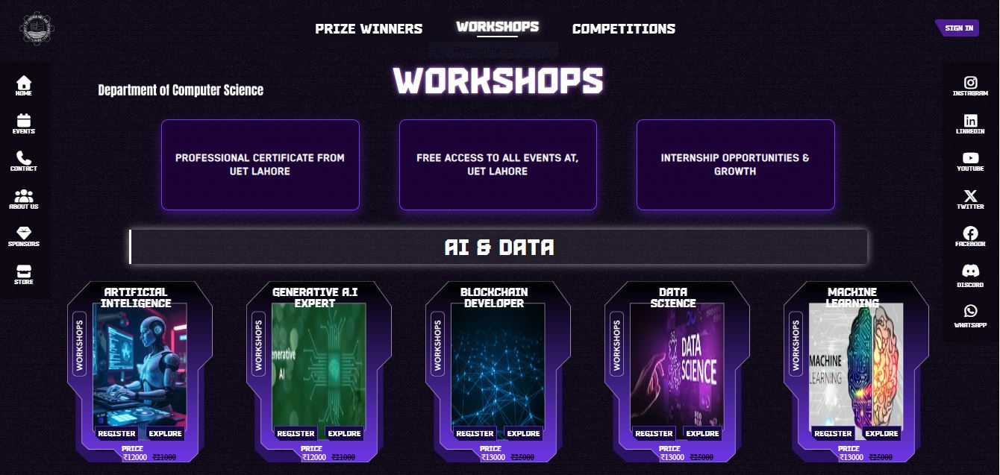 PRIZE WINNERS
WORKSHOPS
COMPETITIONS
SIGN IN
HOME
EVENTS
CONTACT
ABOUT US
SPONSORS
STORE
Department of Computer Science
WORKSHOPS
PROFESSIONAL CERTIFICATE FROM
UET LAHORE
FREE ACCESS TO ALL EVENTS AT,
UET LAHORE
INTERNSHIP OPPORTUNITIES &
GROWTH
INSTAGRAM
LINKEDIN
YOUTUBE
TWITTER
FACEBOOK
DISCORD
WHATSAPP
AI & DATA
ARTIFICIAL
INTELIGENCE
WORKSHOPS
REGISTER EXPLORE
PRICE
₹12000 ₹21000
GENERATIVE A.I
EXPERT
WORKSHOPS
enerative
AI
REGISTER EXPLORE
PRICE
₹12000 ₹21000
BLOCKCHAIN
DEVELOPER
WORKSHOPS
REGISTER EXPLORE
PRICE
₹13000 ₹25000
DATA
SCIENCE
WORKSHOPS
DATA
SCIENCE
REGISTER EXPLORE
PRICE
₹13000 ₹25000
MACHINE
LEARNING
WORKSHOPS
MACHINE
LEARNING
REGISTER EXPLORE
PRICE
₹13000 ₹25000